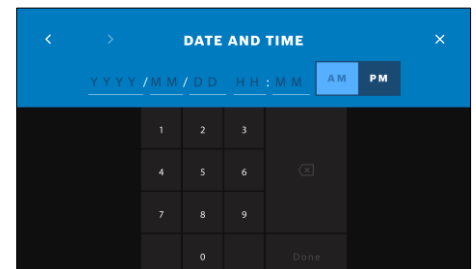 DATE AND TIME
YYYY/MM/DD HH:MM AM PM
1 2 3
4 5 6
7 8 9
0 Done